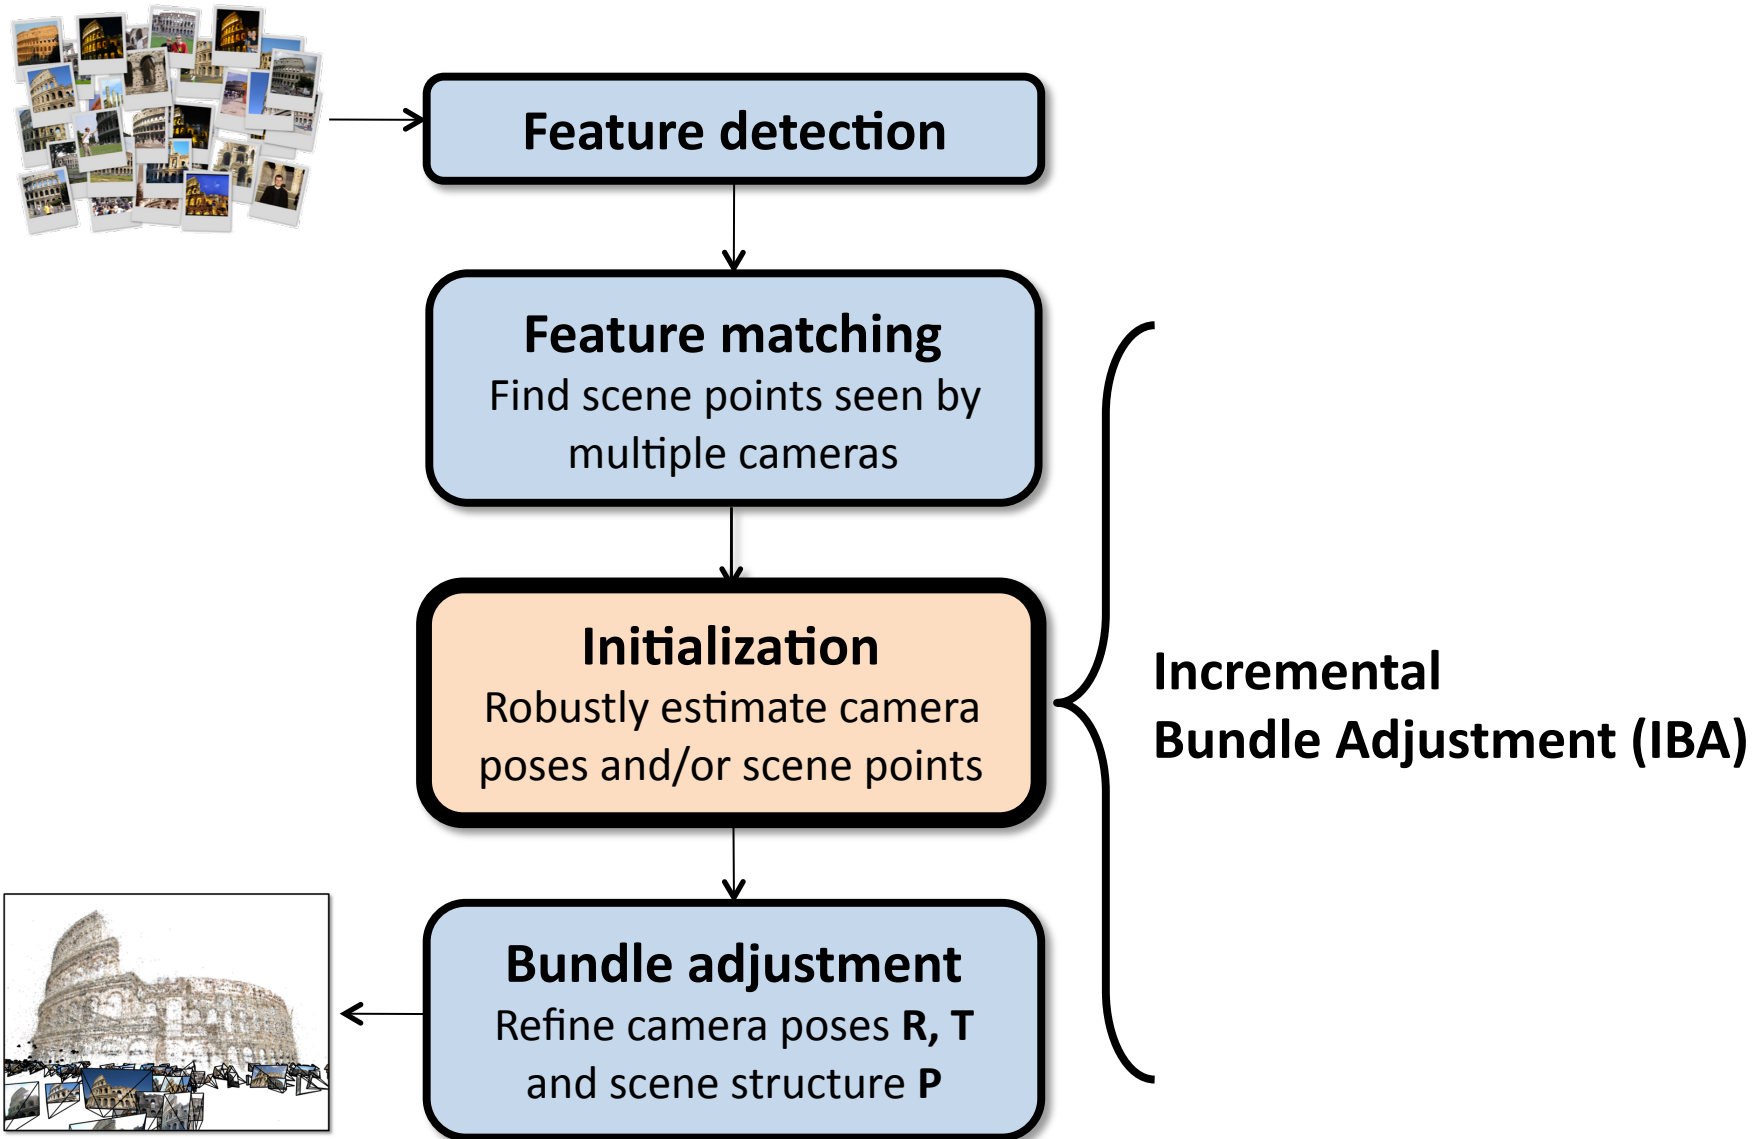 Feature detection
Feature matching
Find scene points seen by
multiple cameras
Initialization
Robustly estimate camera
poses and/or scene points
Incremental
Bundle Adjustment (IBA)
Bundle adjustment
Refine camera poses R, T
and scene structure P